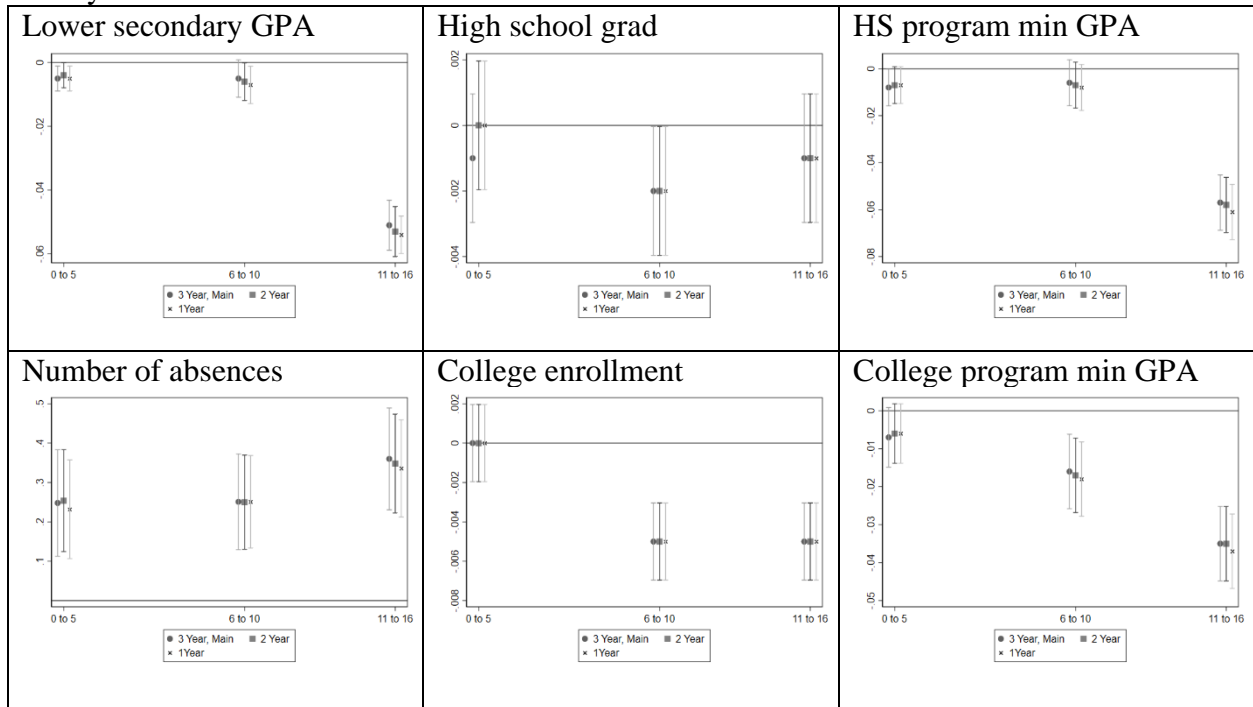 Lower secondary GPA
0
-.02
-.04
-.06
0 to 5
6 to 10
11 to 16
3 Year, Main
2 Year
1Year
High school grad
.002
0
-.002
-.004
0 to 5
6 to 10
11 to 16
3 Year, Main
2 Year
1Year
HS program min GPA
0
-.02
-.04
-.06
-.08
0 to 5
6 to 10
11 to 16
3 Year, Main
2 Year
1Year
Number of absences
.5
.4
.3
.2
.1
0 to 5
6 to 10
11 to 16
3 Year, Main
2 Year
1Year
College enrollment
.002
0
-.002
-.004
-.006
-.008
0 to 5
6 to 10
11 to 16
3 Year, Main
2 Year
1Year
College program min GPA
0
-.01
-.02
-.03
-.04
-.05
0 to 5
6 to 10
11 to 16
3 Year, Main
2 Year
1Year